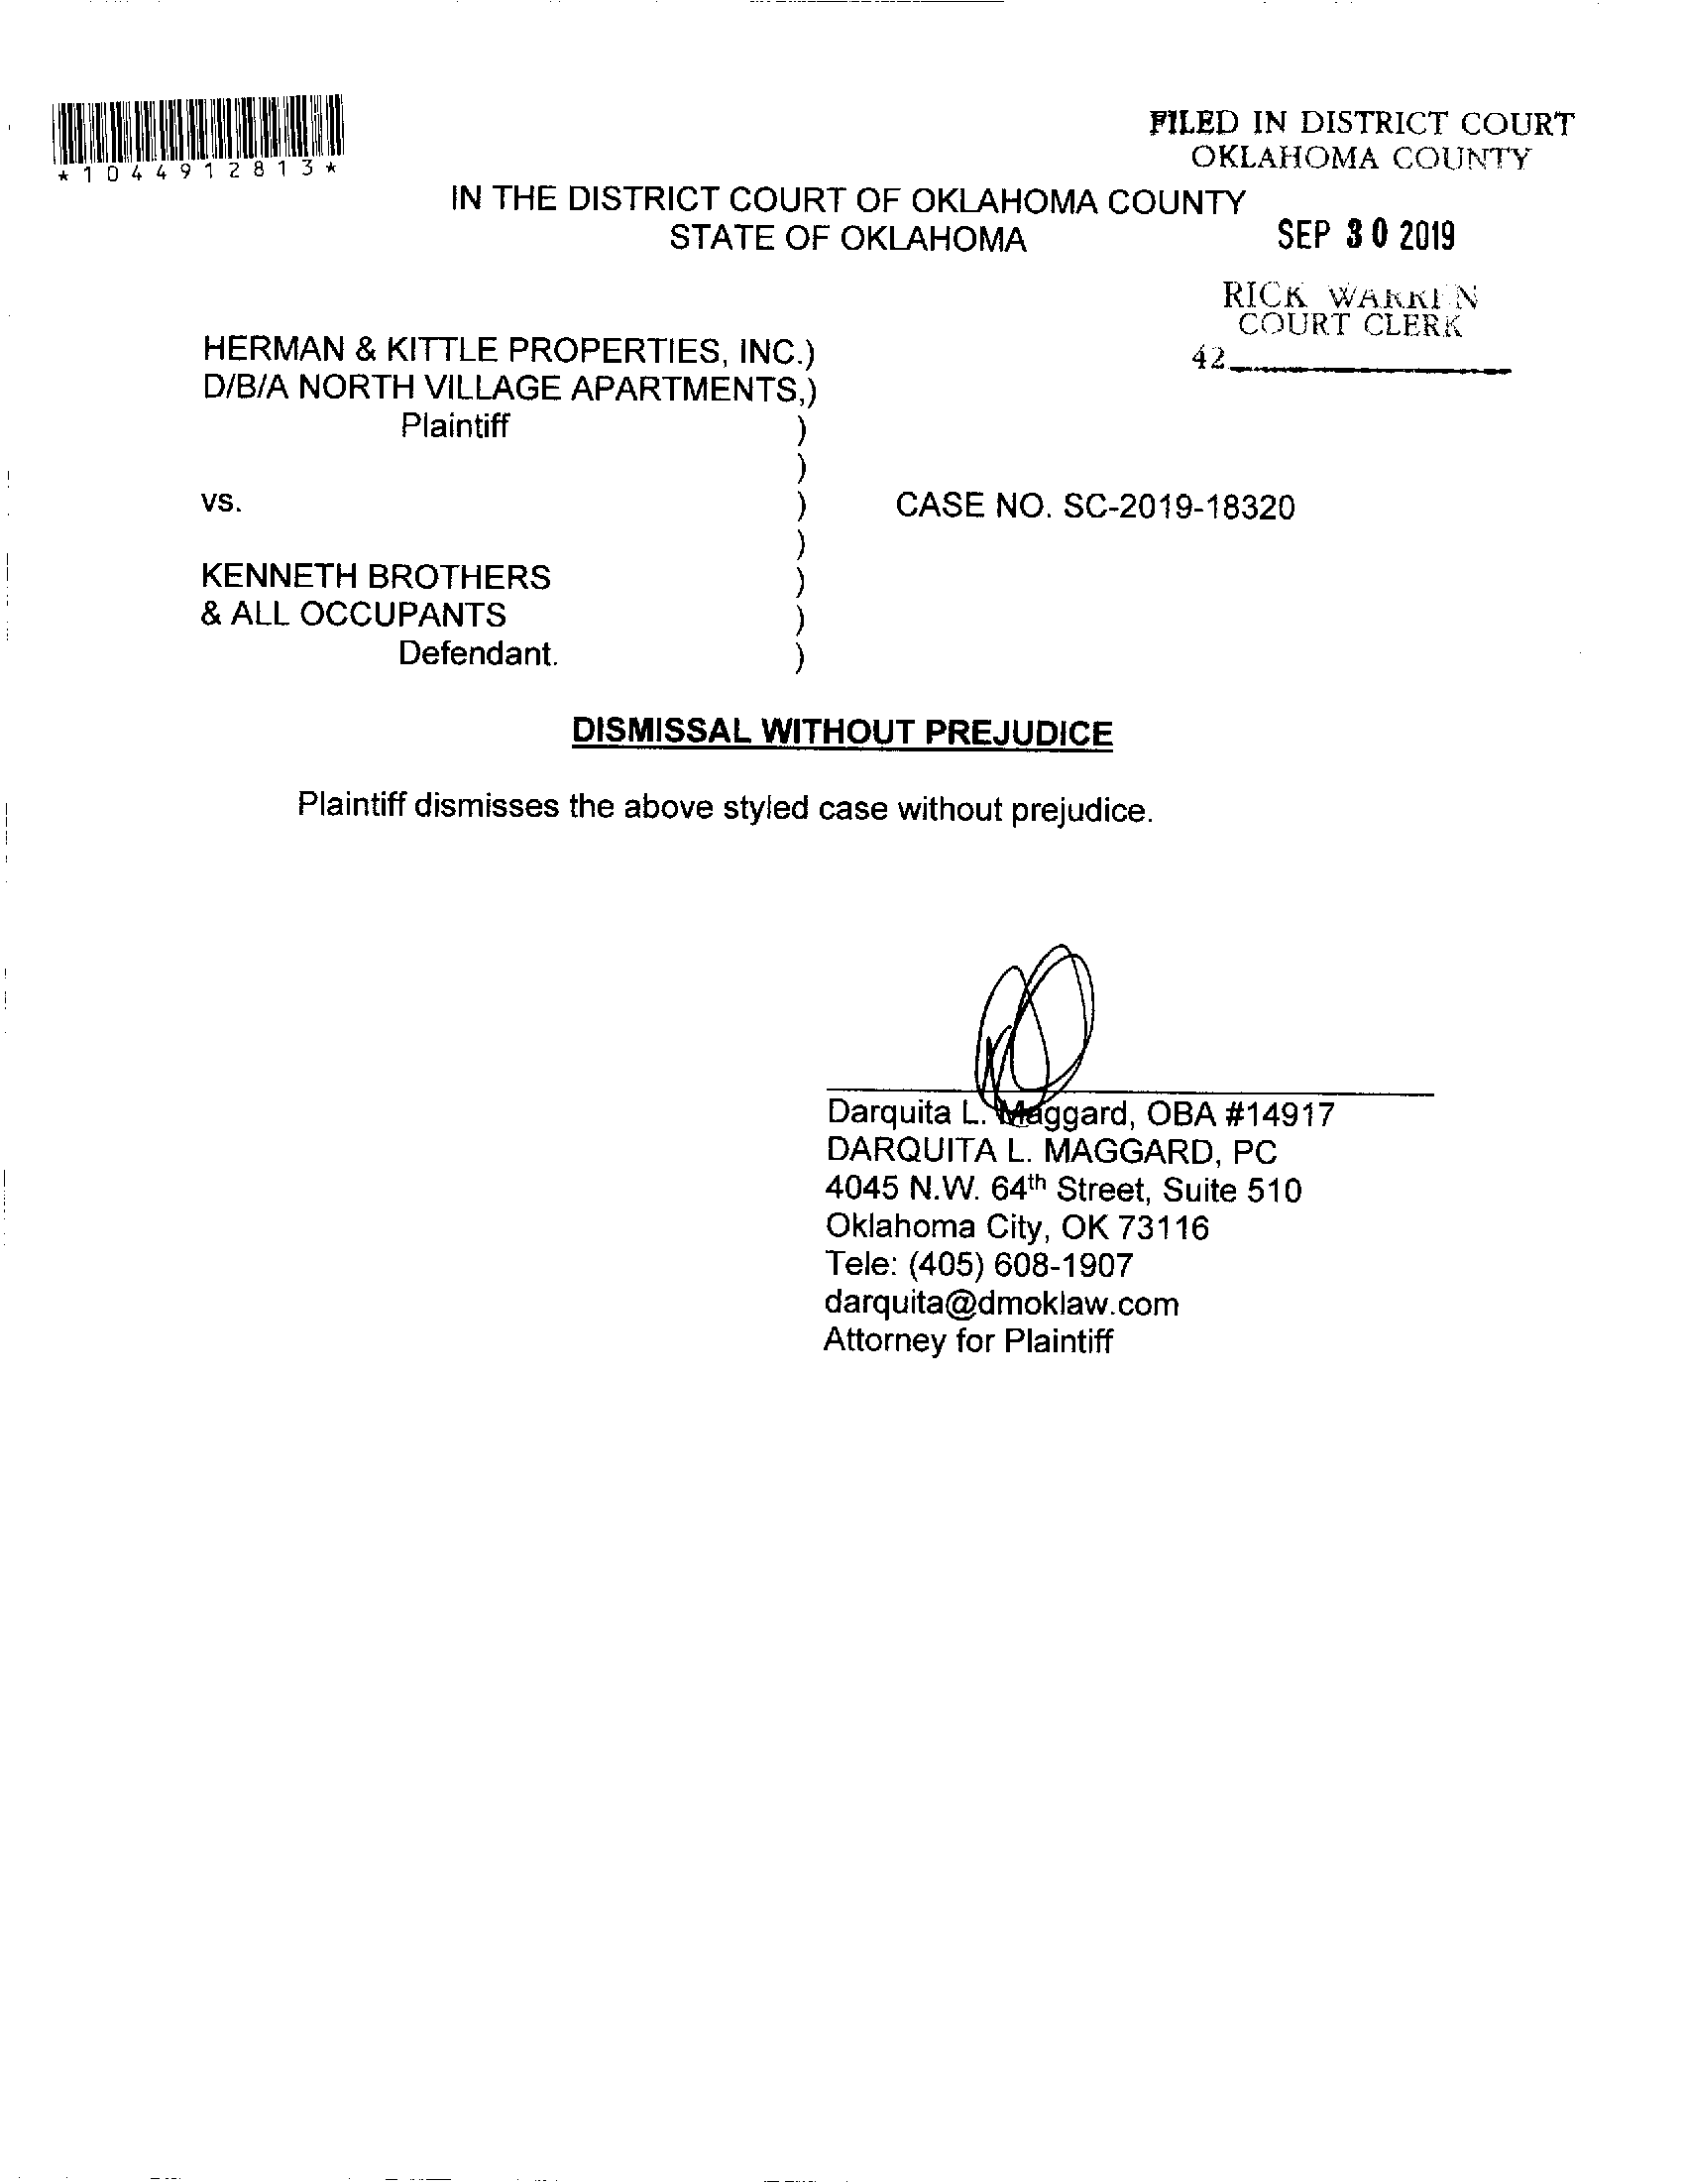 *1044912813*
FILED IN DISTRICT COURT
OKLAHOMA COUNTY
IN THE DISTRICT COURT OF OKLAHOMA COUNTY
STATE OF OKLAHOMA
SEP 30 2019
RICK WARREN
COURT CLERK
42
HERMAN & KITTLE PROPERTIES, INC.)
D/B/A NORTH VILLAGE APARTMENTS,)
Plaintiff )
)
vs. ) CASE NO. SC-2019-18320
)
KENNETH BROTHERS )
& ALL OCCUPANTS )
Defendant. )
DISMISSAL WITHOUT PREJUDICE
Plaintiff dismisses the above styled case without prejudice.
Darquita L. Maggard, OBA #14917
DARQUITA L. MAGGARD, PC
4045 N.W. 64th Street, Suite 510
Oklahoma City, OK 73116
Tele: (405) 608-1907
darquita@dmoklaw.com
Attorney for Plaintiff